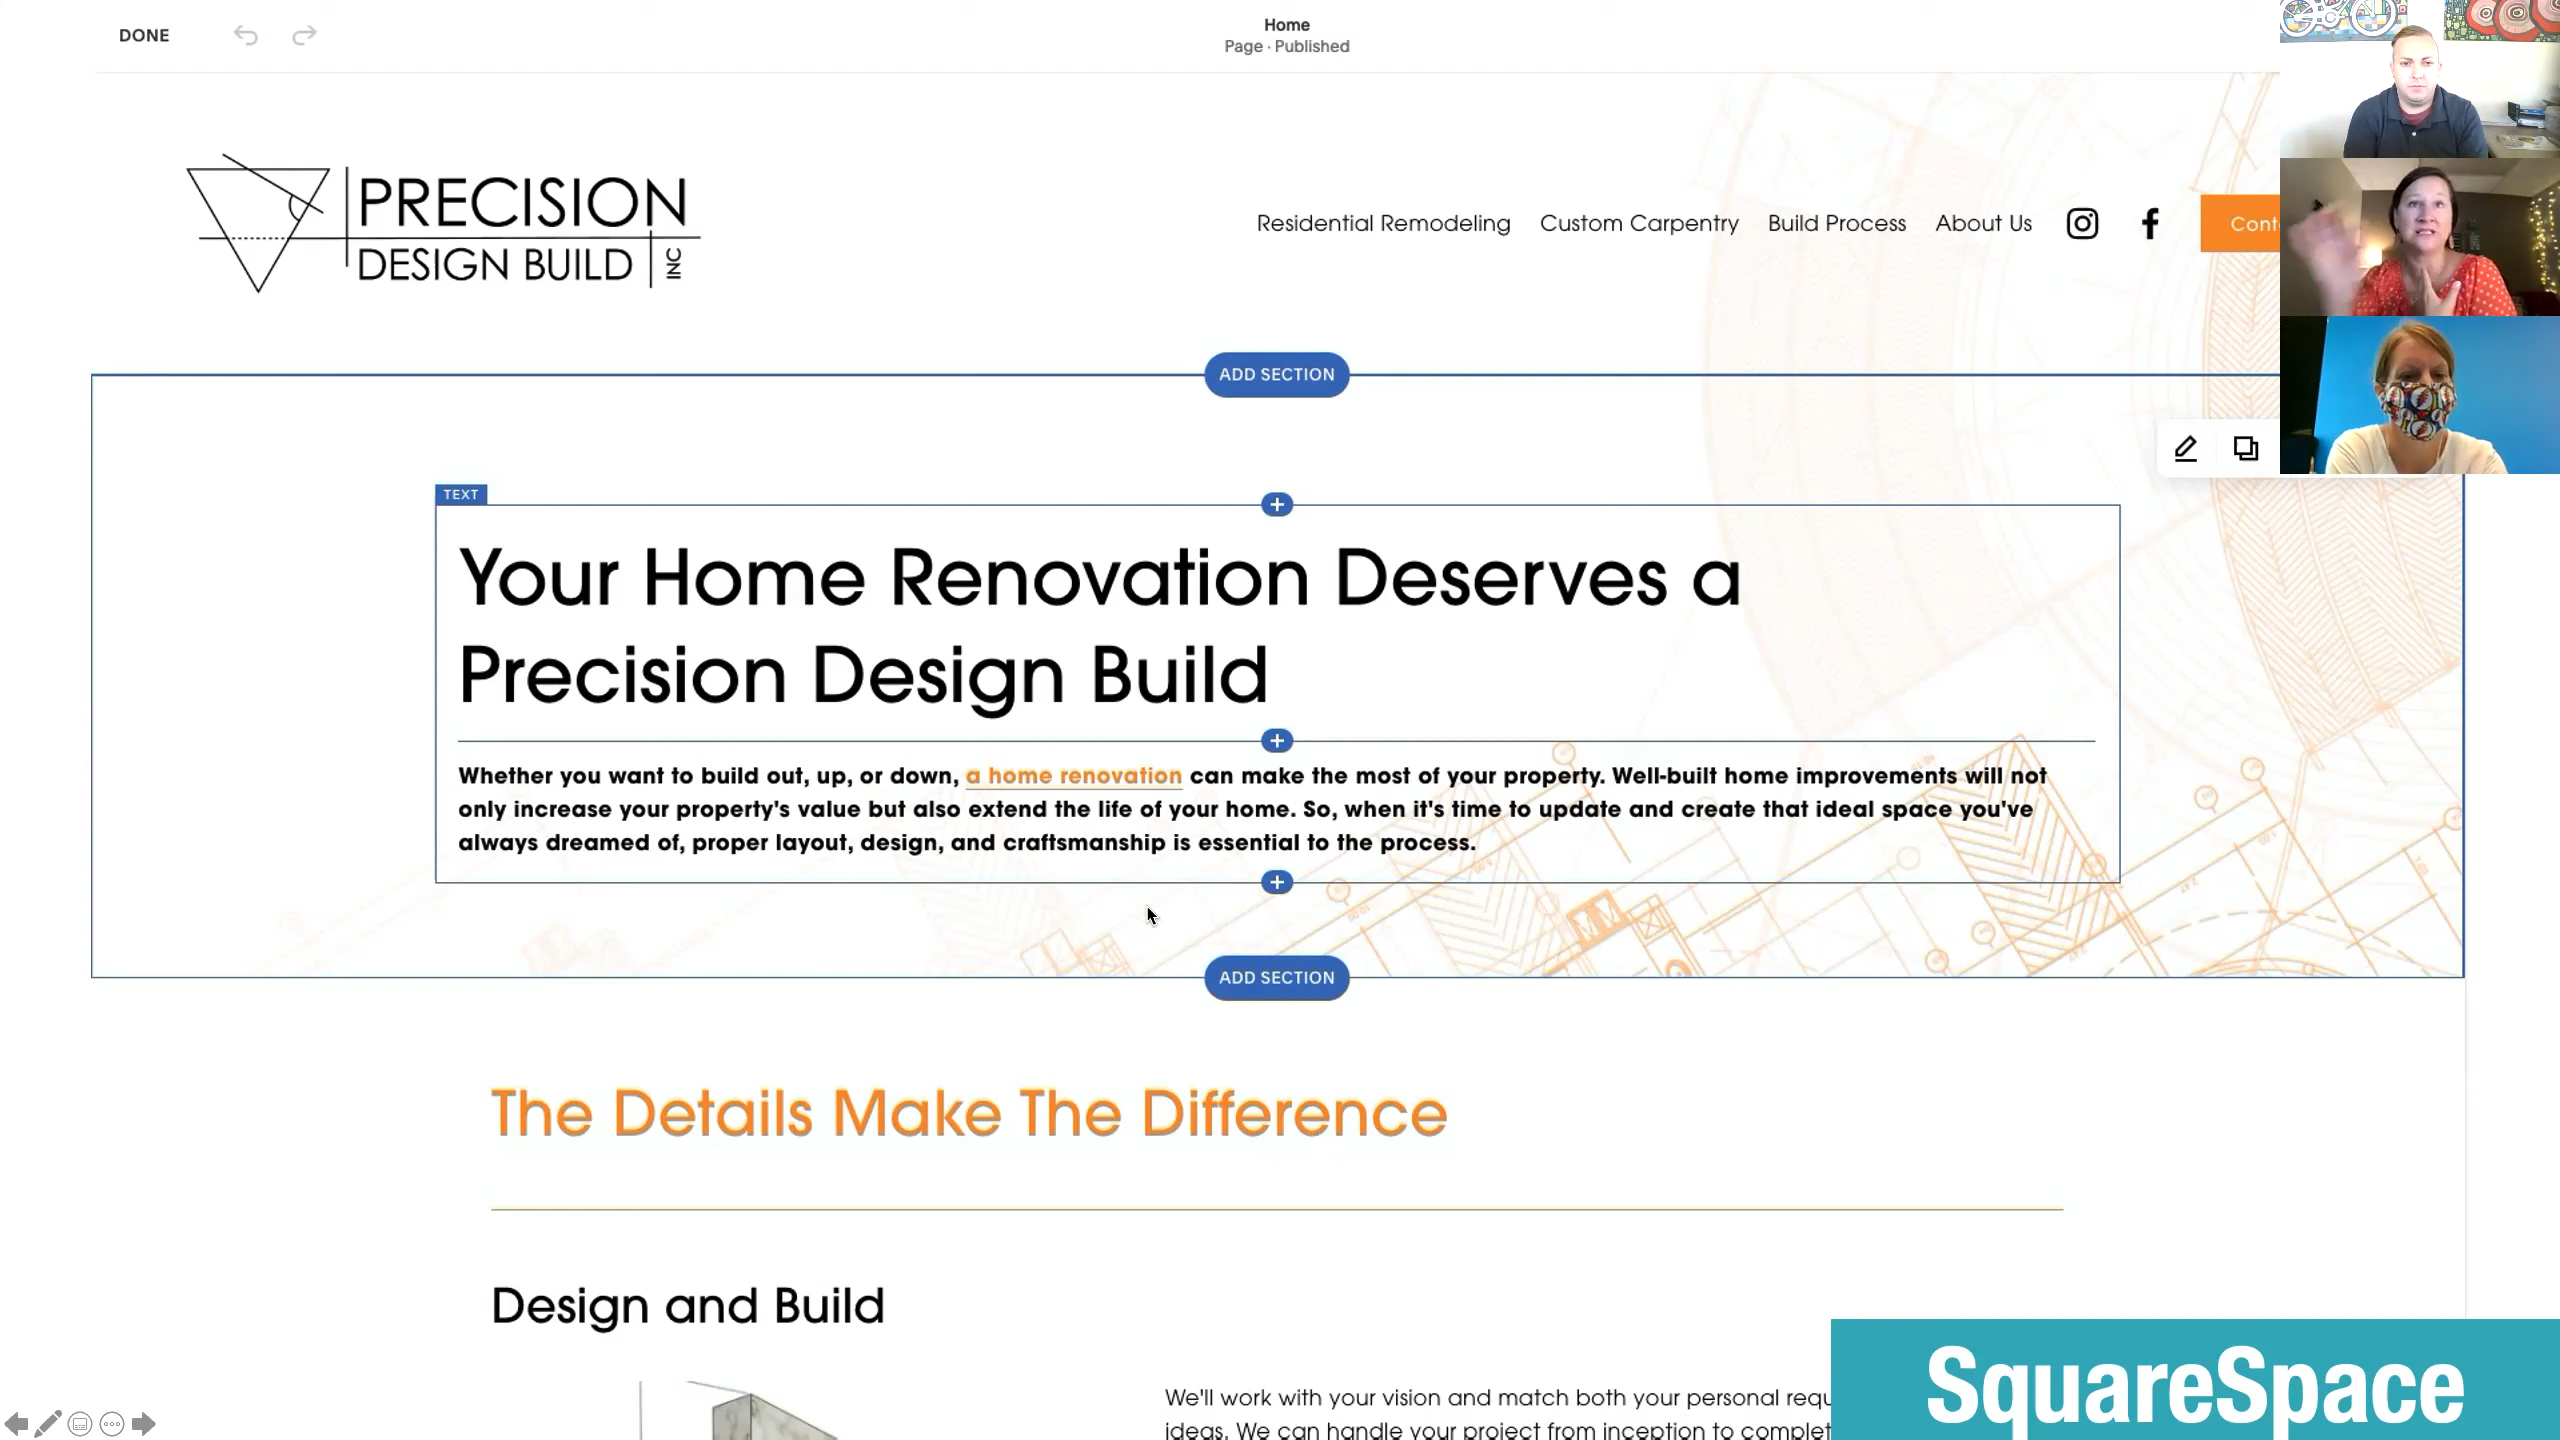 DONE
Home
Page · Published
PRECISION
DESIGN BUILD INC
Residential Remodeling Custom Carpentry Build Process About Us
ADD SECTION
TEXT
Your Home Renovation Deserves a
Precision Design Build
Whether you want to build out, up, or down, a home renovation can make the most of your property. Well-built home improvements will not
only increase your property's value but also extend the life of your home. So, when it's time to update and create that ideal space you've
always dreamed of, proper layout, design, and craftsmanship is essential to the process.
ADD SECTION
The Details Make The Difference
Design and Build
We'll work with your vision and match both your personal
ideas. We can handle your project from inception to
SquareSpace